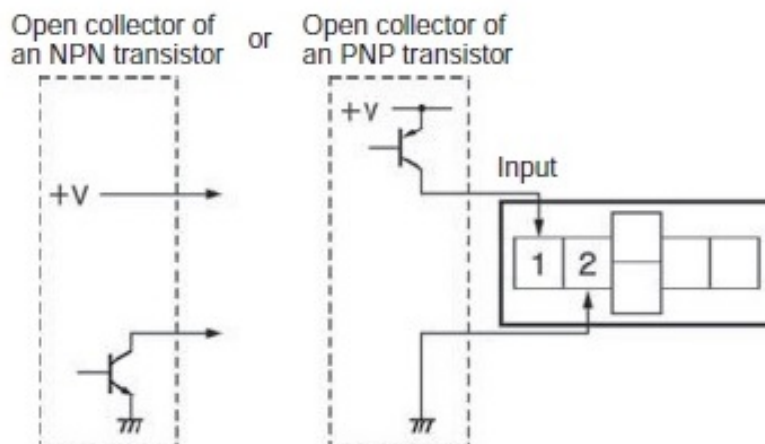 Open collector of
an NPN transistor
or
Open collector of
an PNP transistor
+V
+V
Input
1 2